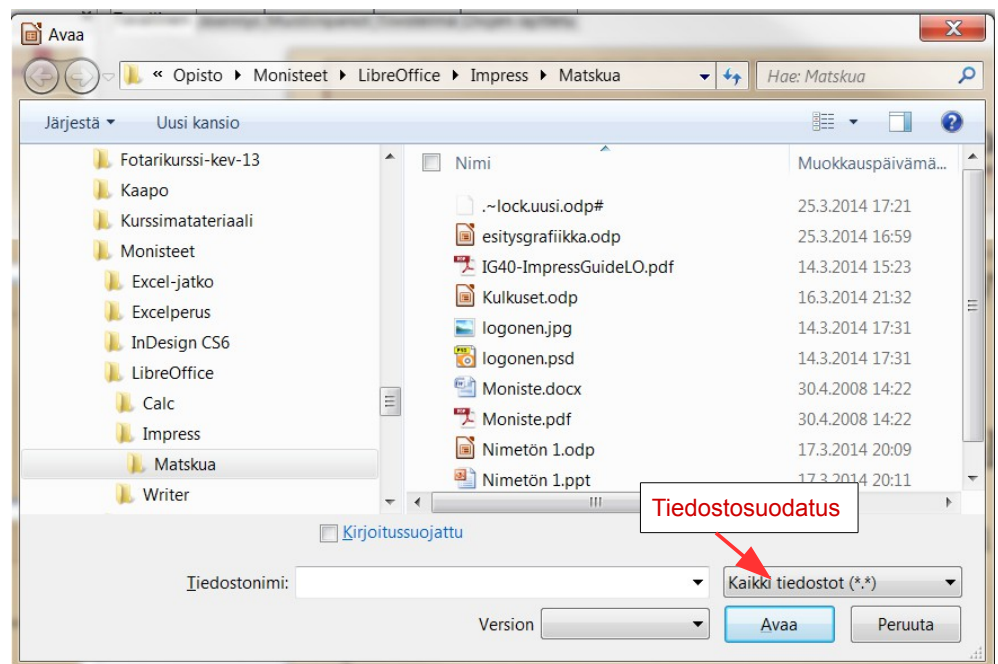 Avaa
« Opisto Monisteet LibreOffice Impress Matskua Hae: Matskua
Järjestä Uusi kansio
Fotarikurssi-kev-13
Kaapo
Kurssimatateriaali
Monisteet
Excel-jatko
Excelperus
InDesign CS6
LibreOffice
Calc
Impress
Matskua
Writer
Nimi Muokkauspäivämä...
.~lock.uusi.odp# 25.3.2014 17:21
esitysgrafiikka.odp 25.3.2014 16:59
IG40-ImpressGuideLO.pdf 14.3.2014 15:23
Kulkuset.odp 16.3.2014 21:32
logonen.jpg 14.3.2014 17:31
logonen.psd 14.3.2014 17:31
Moniste.docx 30.4.2008 14:22
Moniste.pdf 30.4.2008 14:22
Nimetön 1.odp 17.3.2014 20:09
Nimetön 1.ppt 17.3.2014 20:11
Tiedostosuodatus
Kirjoitussuojattu
Tiedostonimi: Kaikki tiedostot (*.*)
Version Avaa Peruuta